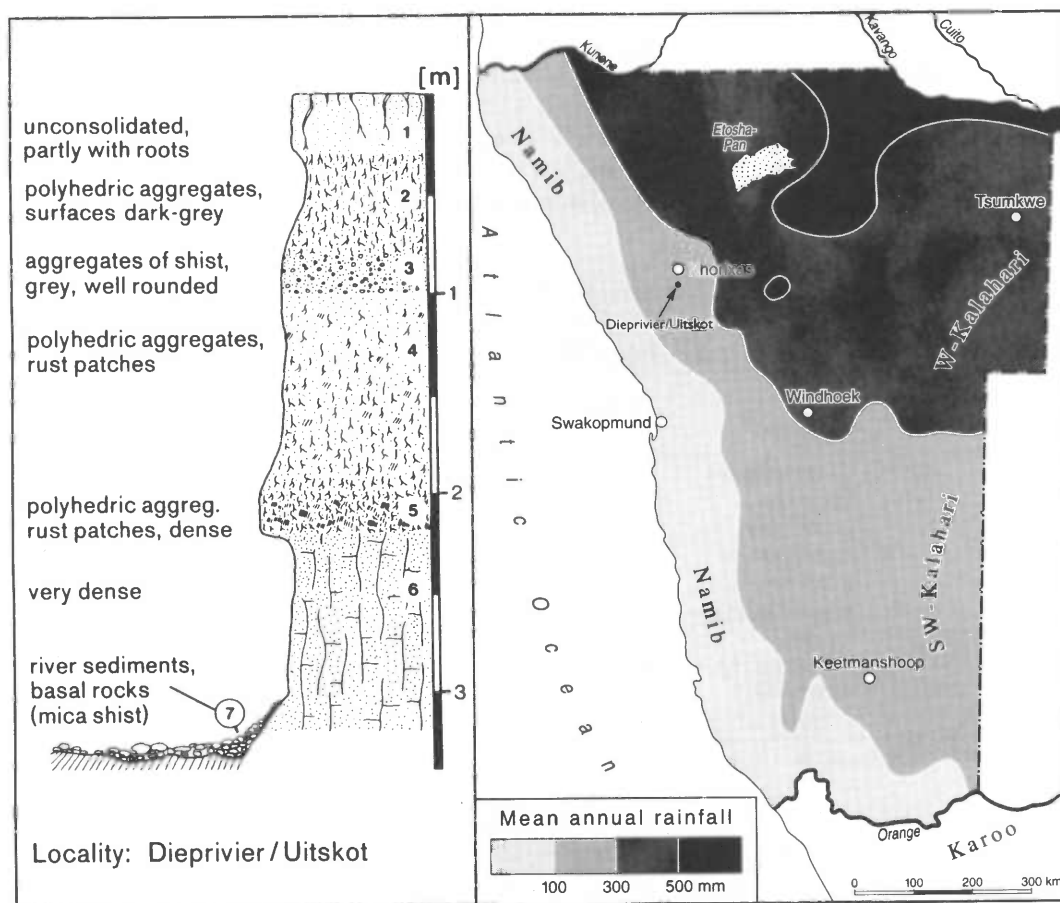 [m]
unconsolidated,
partly with roots
1
polyhedric aggregates,
surfaces dark-grey
2
aggregates of shist,
grey, well rounded
3
1
polyhedric aggregates,
rust patches
4
2
polyhedric aggreg.
rust patches, dense
5
very dense
6
river sediments,
basal rocks
(mica shist)
7
3
Locality: Dieprivier / Uitskot
Kunene
Kavango
Cuito
Namib
Etosha-
Pan
Tsumkwe
Atlantic Ocean
Dieprivier/Uitskot
W-Kalahari
Windhoek
Swakopmund
Namib
SW-Kalahari
Keetmanshoop
Orange
Karoo
Mean annual rainfall
100 300 500 mm
0 100 200 300 km